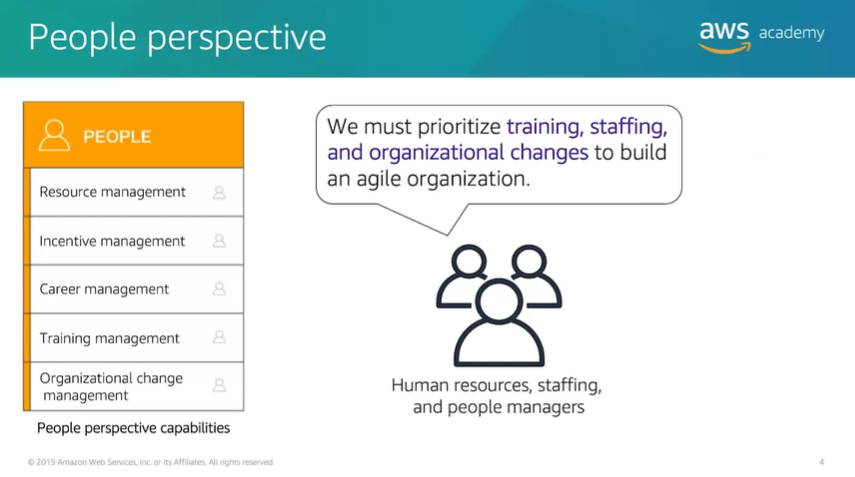 People perspective
aws academy
PEOPLE
Resource management
Incentive management
Career management
Training management
Organizational change
management
People perspective capabilities
We must prioritize training, staffing,
and organizational changes to build
an agile organization.
Human resources, staffing,
and people managers
© 2019 Amazon Web Services, Inc. or its Affiliates. All rights reserved.
4